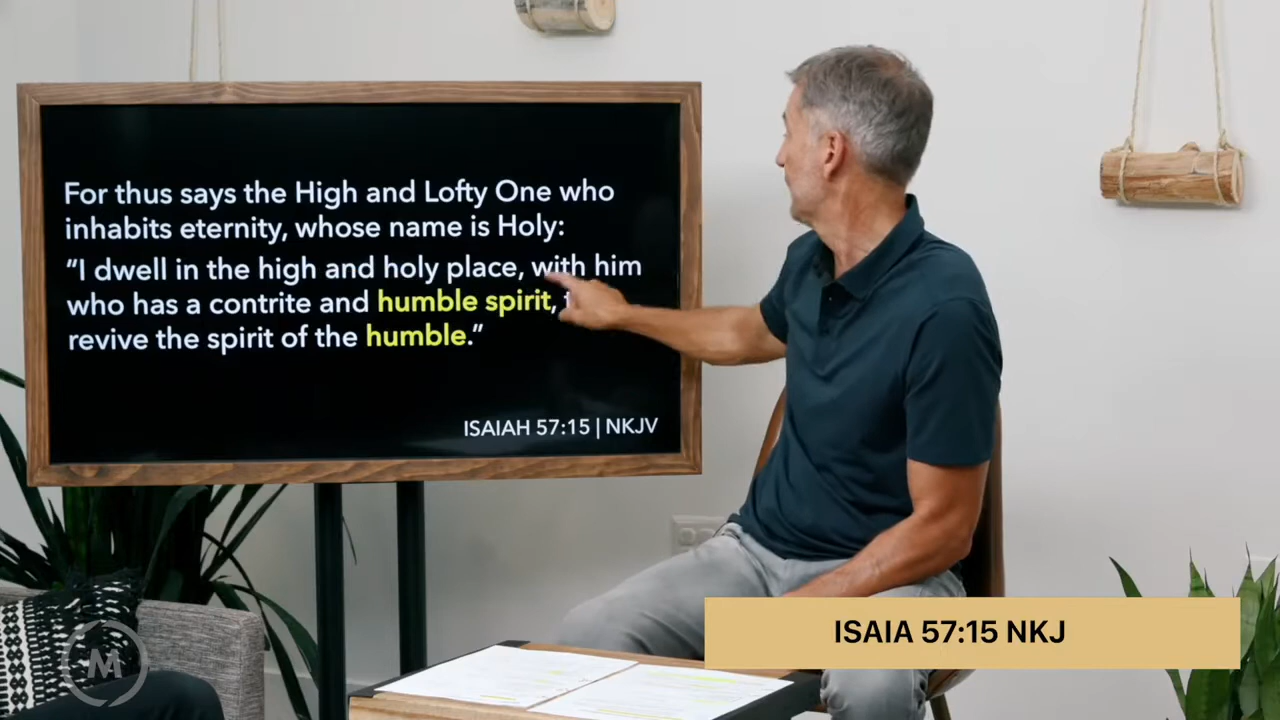 For thus says the High and Lofty One who
inhabits eternity, whose name is Holy:
“I dwell in the high and holy place, with him
who has a contrite and humble spirit,
revive the spirit of the humble.”
ISAIAH 57:15 | NKJV
ISAIA 57:15 NKJ
M